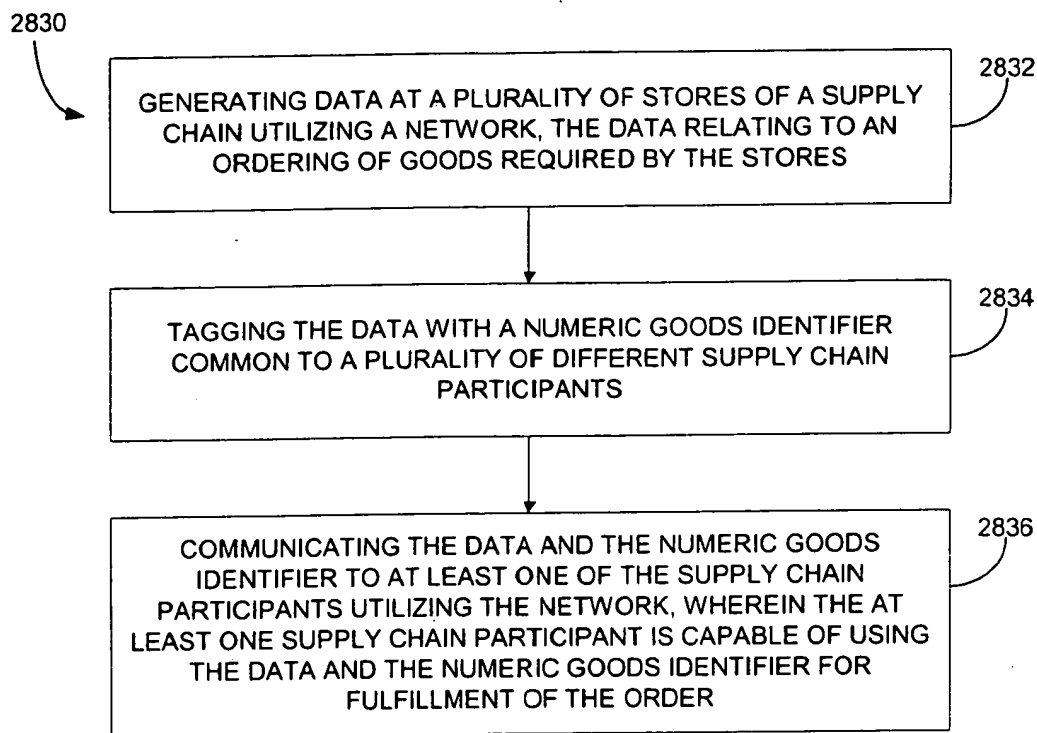 2830
2832
GENERATING DATA AT A PLURALITY OF STORES OF A SUPPLY
CHAIN UTILIZING A NETWORK, THE DATA RELATING TO AN
ORDERING OF GOODS REQUIRED BY THE STORES
2834
TAGGING THE DATA WITH A NUMERIC GOODS IDENTIFIER
COMMON TO A PLURALITY OF DIFFERENT SUPPLY CHAIN
PARTICIPANTS
2836
COMMUNICATING THE DATA AND THE NUMERIC GOODS
IDENTIFIER TO AT LEAST ONE OF THE SUPPLY CHAIN
PARTICIPANTS UTILIZING THE NETWORK, WHEREIN THE AT
LEAST ONE SUPPLY CHAIN PARTICIPANT IS CAPABLE OF USING
THE DATA AND THE NUMERIC GOODS IDENTIFIER FOR
FULFILLMENT OF THE ORDER